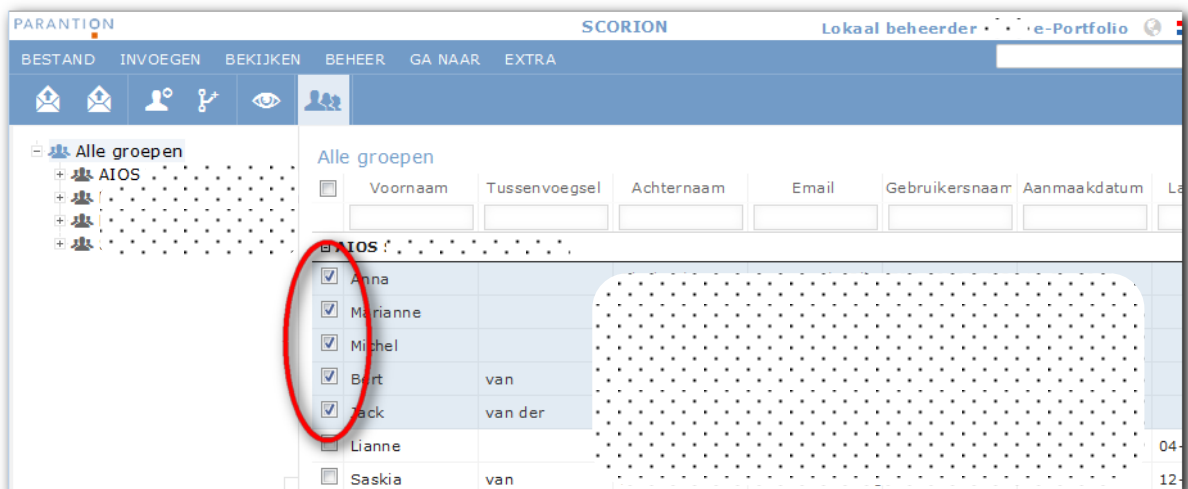 PARANTION SCORION Lokaal beheerder e-Portfolio
BESTAND INVOEGEN BEKIJKEN BEHEER GA NAAR EXTRA
Alle groepen
AIOS
Alle groepen
Voornaam Tussenvoegsel Achternaam Email Gebruikersnaam Aanmaakdatum La
AIOS
Anna
Marianne
Michel
Bert van
Jack van der
Lianne 04-
Saskia van 12-